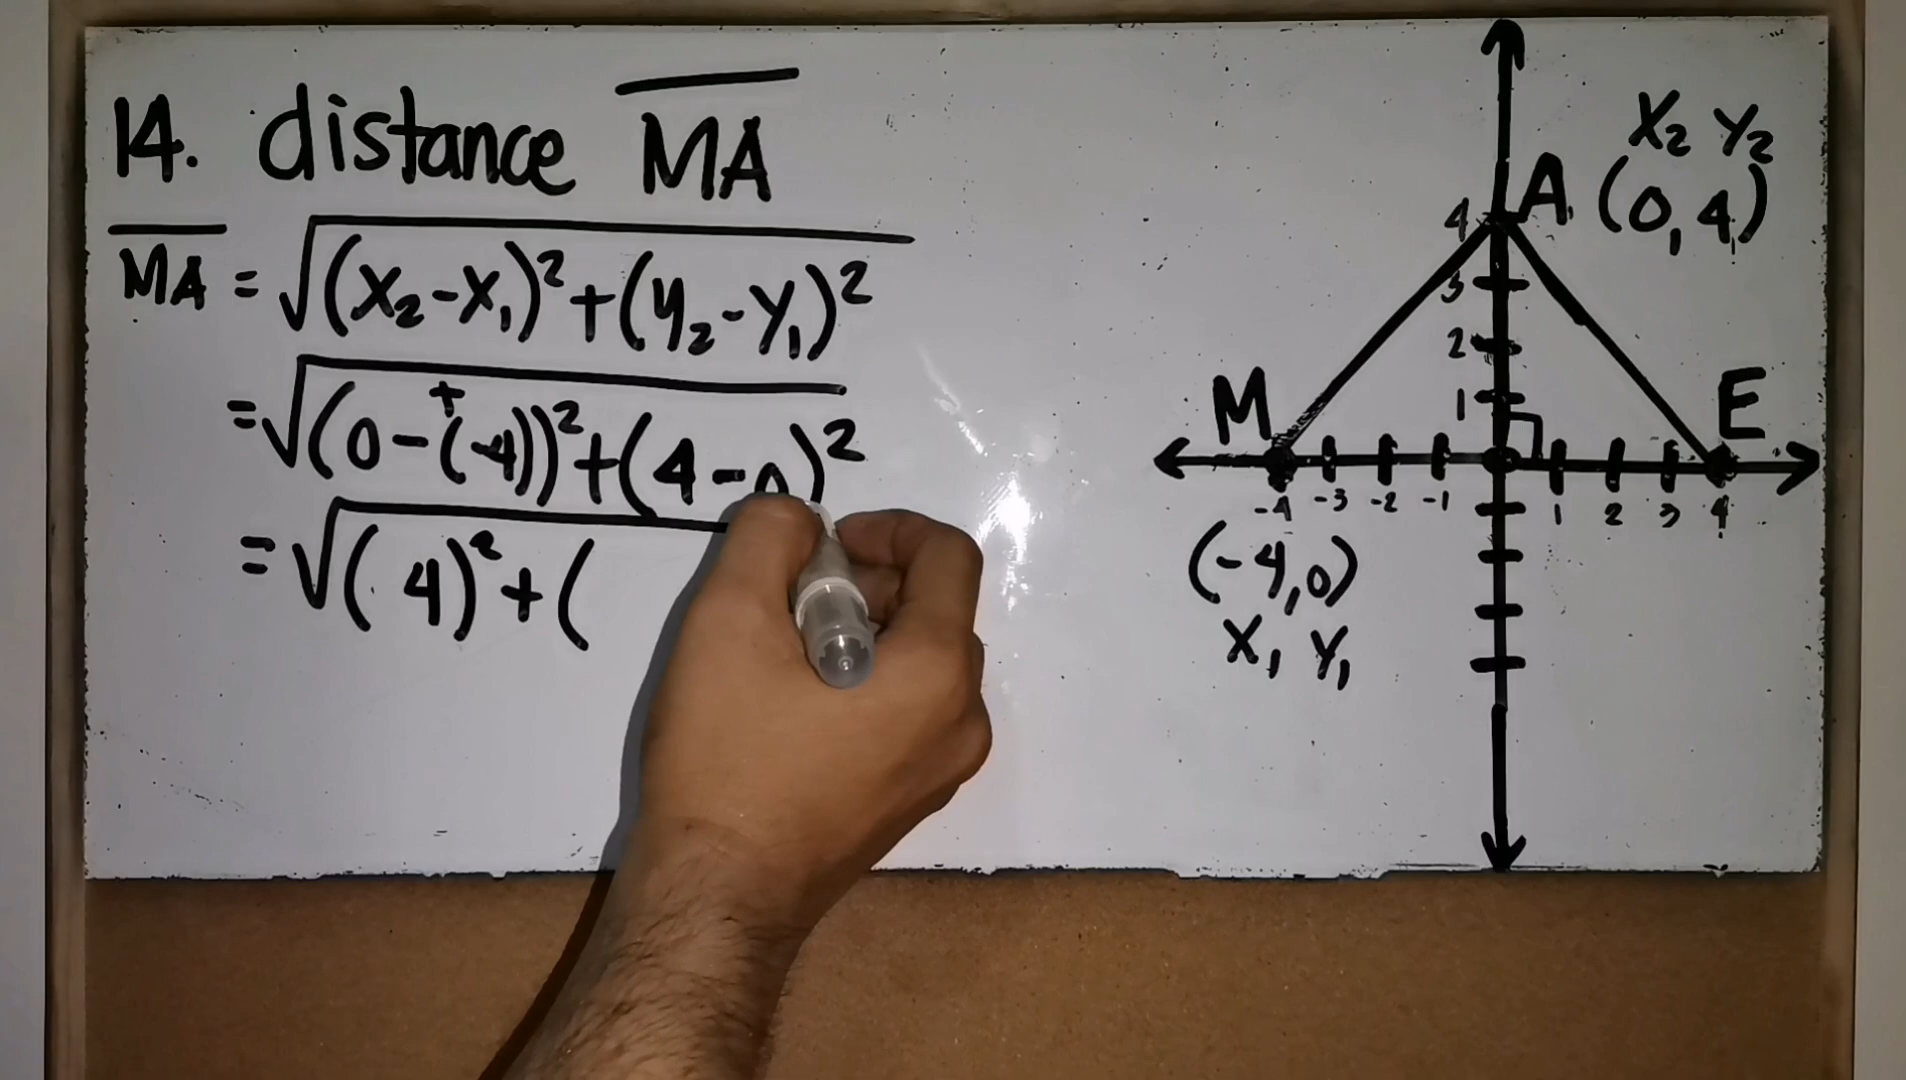 14. distance MA
MA = √(X₂-X₁)²+(Y₂-Y₁)²
=√(0-⁺(-4))²+(4-0)²
=√(4)²+(
X₂ Y₂
A (0,4)
4
3
2
1
M E
-4 -3 -2 -1 1 2 3 4
(-4,0)
X₁ Y₁